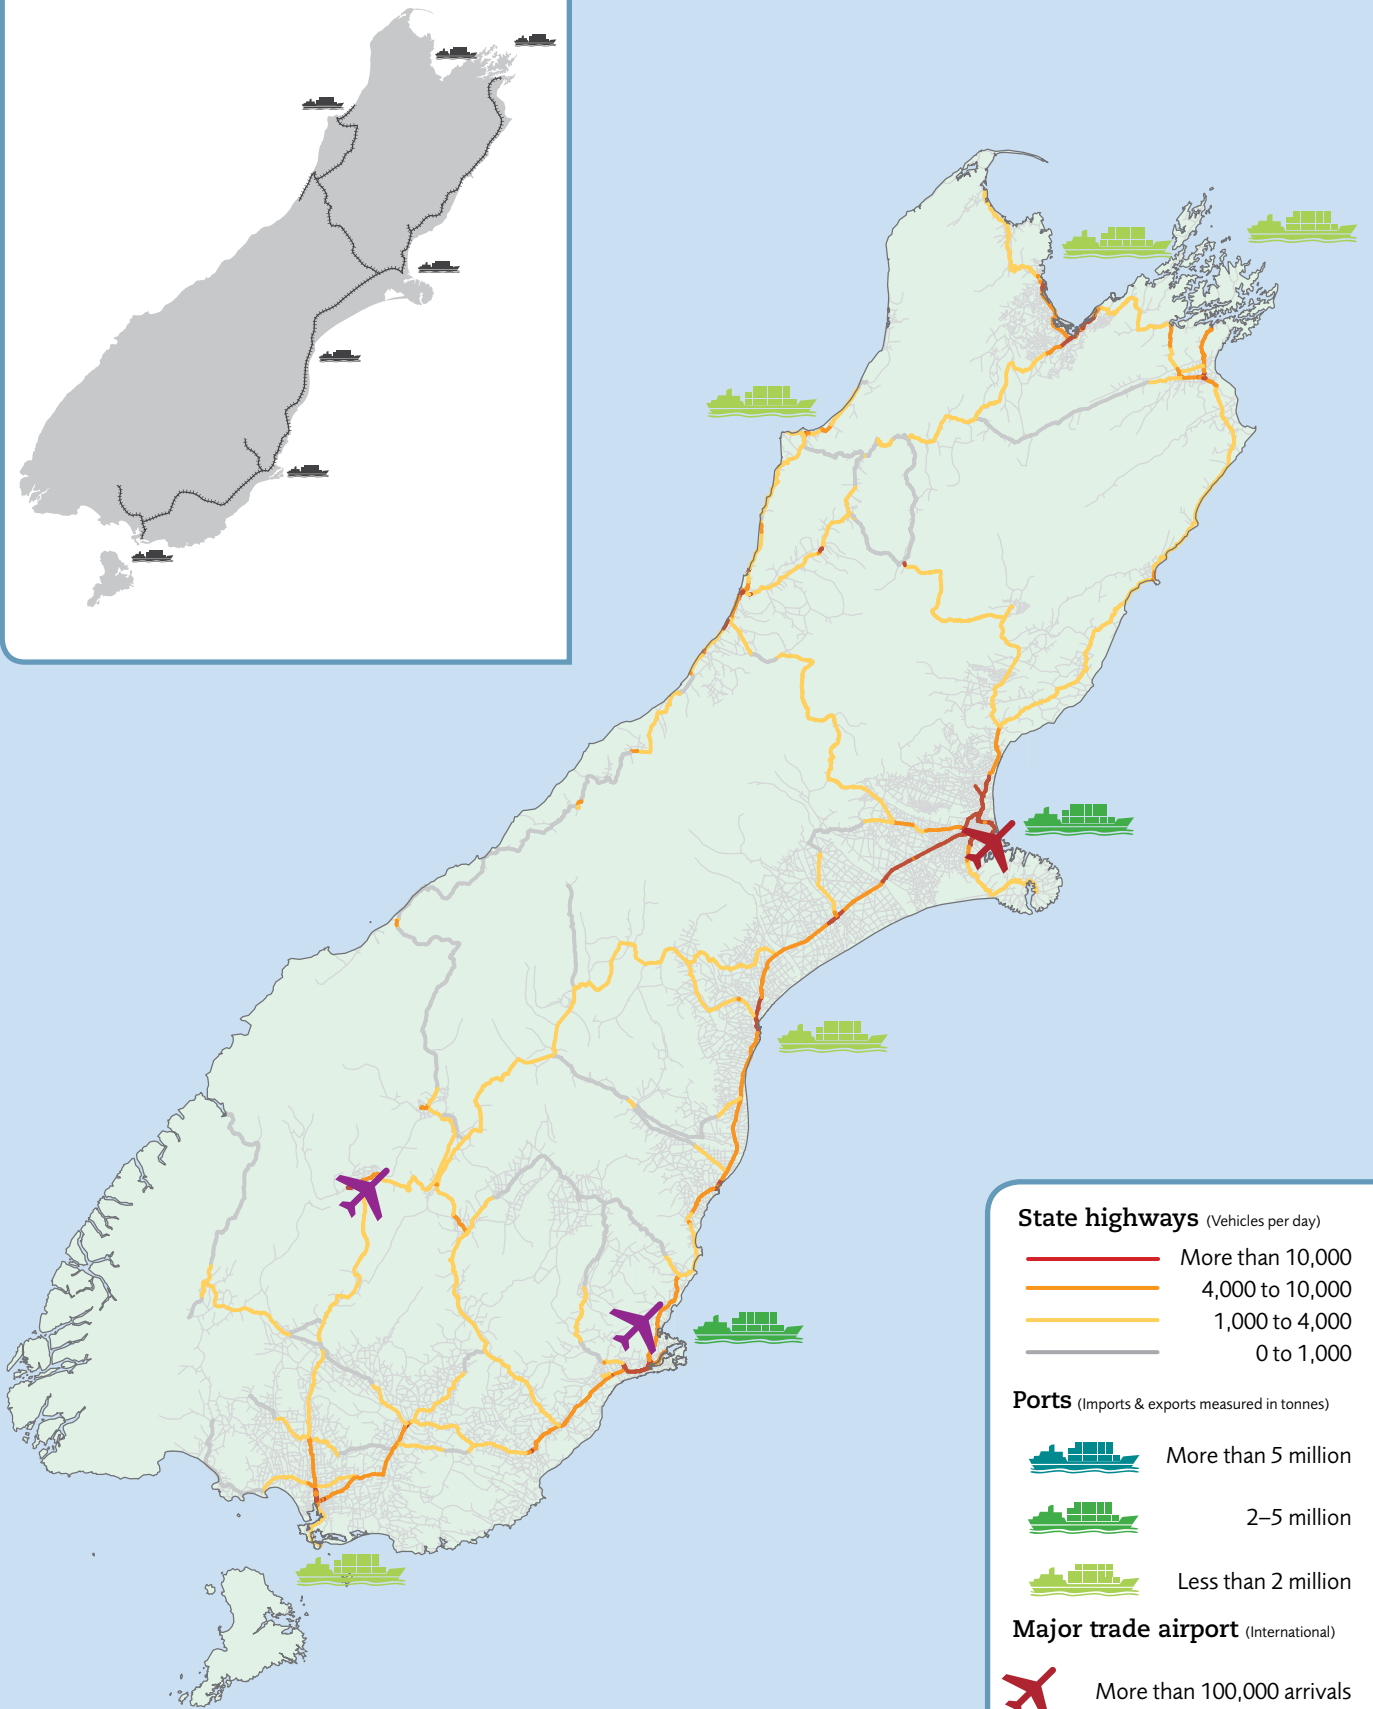 State highways (Vehicles per day)
More than 10,000
4,000 to 10,000
1,000 to 4,000
0 to 1,000
Ports (Imports & exports measured in tonnes)
More than 5 million
2–5 million
Less than 2 million
Major trade airport (International)
More than 100,000 arrivals